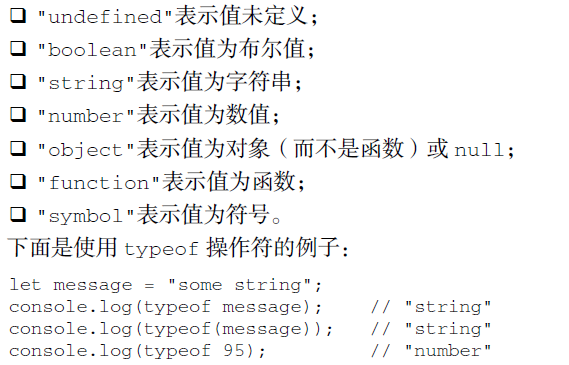 ❑ "undefined"表示值未定义；
❑ "boolean"表示值为布尔值；
❑ "string"表示值为字符串；
❑ "number"表示值为数值；
❑ "object"表示值为对象（而不是函数）或 null；
❑ "function"表示值为函数；
❑ "symbol"表示值为符号。
下面是使用 typeof 操作符的例子：
let message = "some string";
console.log(typeof message);    // "string"
console.log(typeof(message));   // "string"
console.log(typeof 95);         // "number"